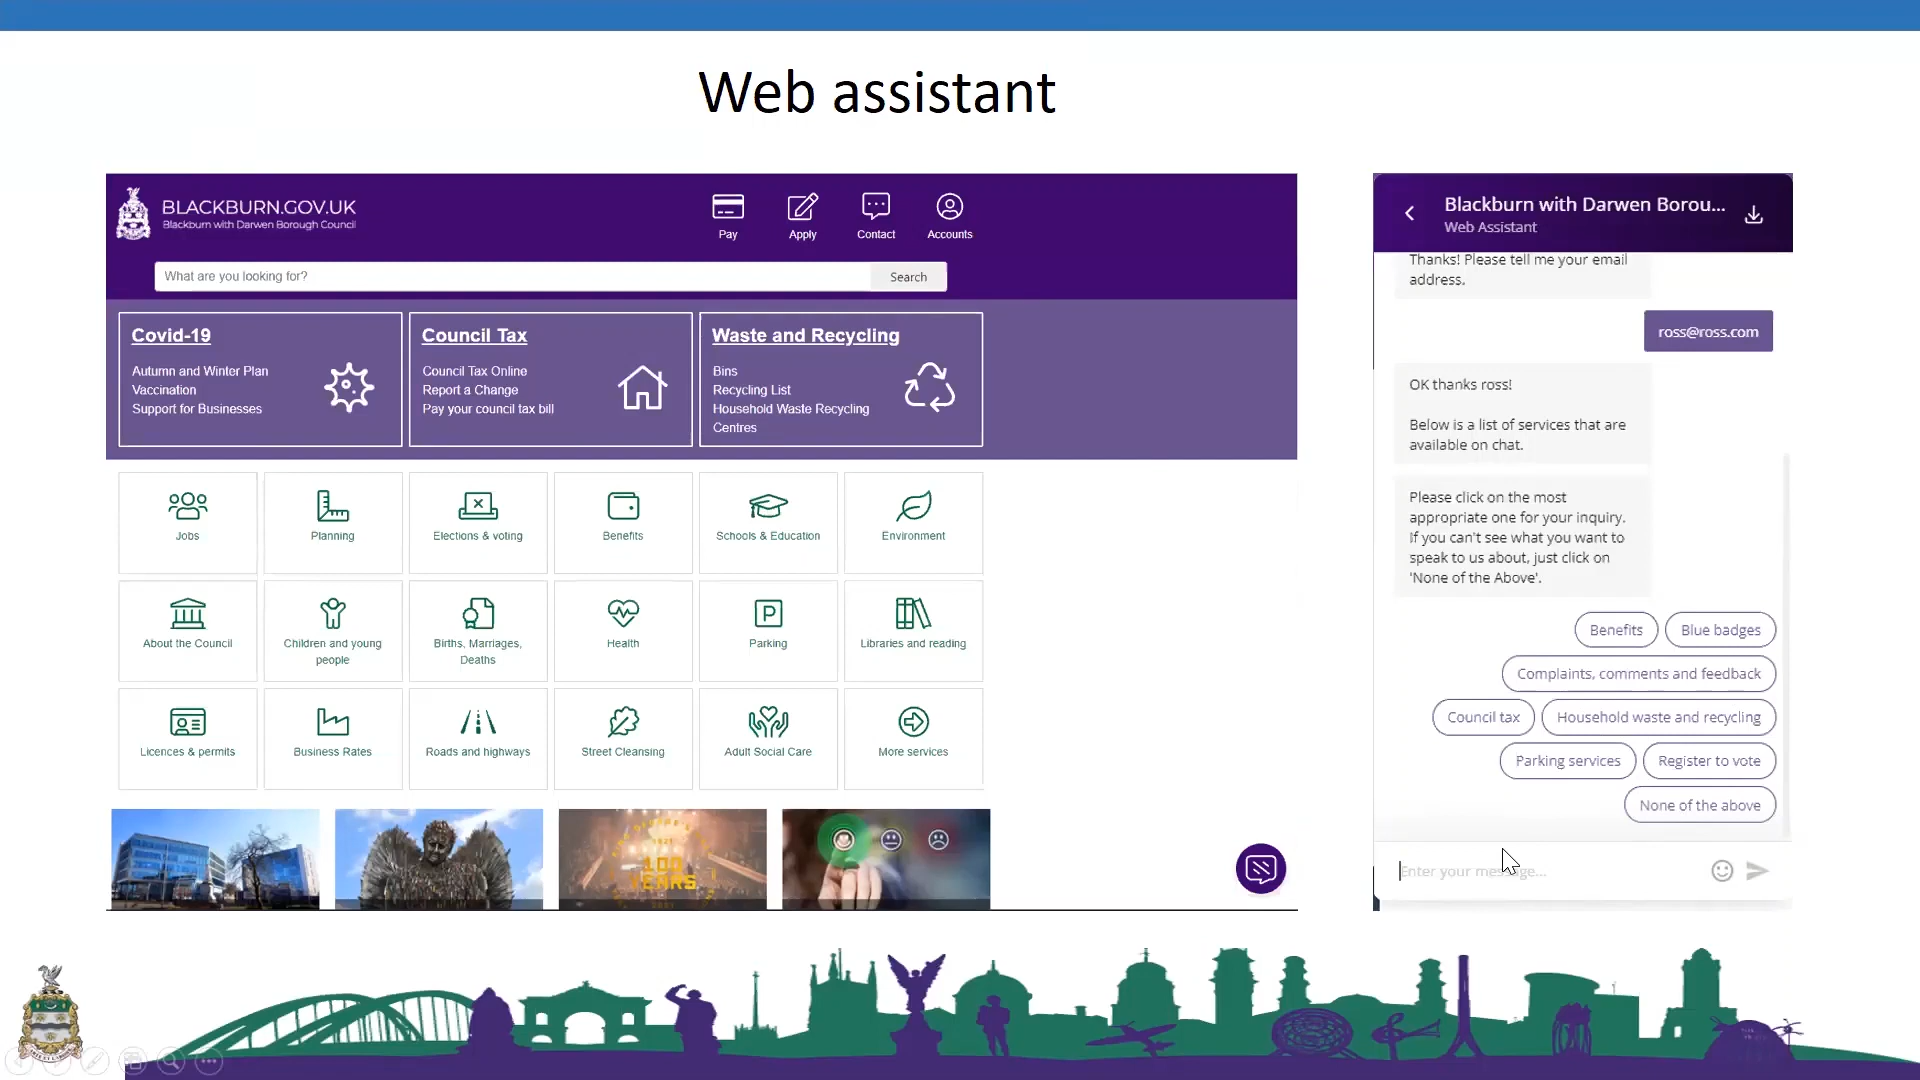 Web assistant
BLACKBURN.GOV.UK
Blackburn with Darwen Borough Council
Pay
Apply
Contact
Accounts
What are you looking for?
Search
Covid-19
Autumn and Winter Plan
Vaccination
Support for Businesses
Council Tax
Council Tax Online
Report a Change
Pay your council tax bill
Waste and Recycling
Bins
Recycling List
Household Waste Recycling
Centres
Jobs
Planning
Elections & voting
Benefits
Schools & Education
Environment
About the Council
Children and young
people
Births, Marriages,
Deaths
Health
Parking
Libraries and reading
Licences & permits
Business Rates
Roads and highways
Street Cleansing
Adult Social Care
More services
100
YEARS
Blackburn with Darwen Borou...
Web Assistant
Thanks! Please tell me your email
address.
ross@ross.com
OK thanks ross!
Below is a list of services that are
available on chat.
Please click on the most
appropriate one for your inquiry.
If you can't see what you want to
speak to us about, just click on
'None of the Above'.
Benefits
Blue badges
Complaints, comments and feedback
Council tax
Household waste and recycling
Parking services
Register to vote
None of the above
Enter your message...